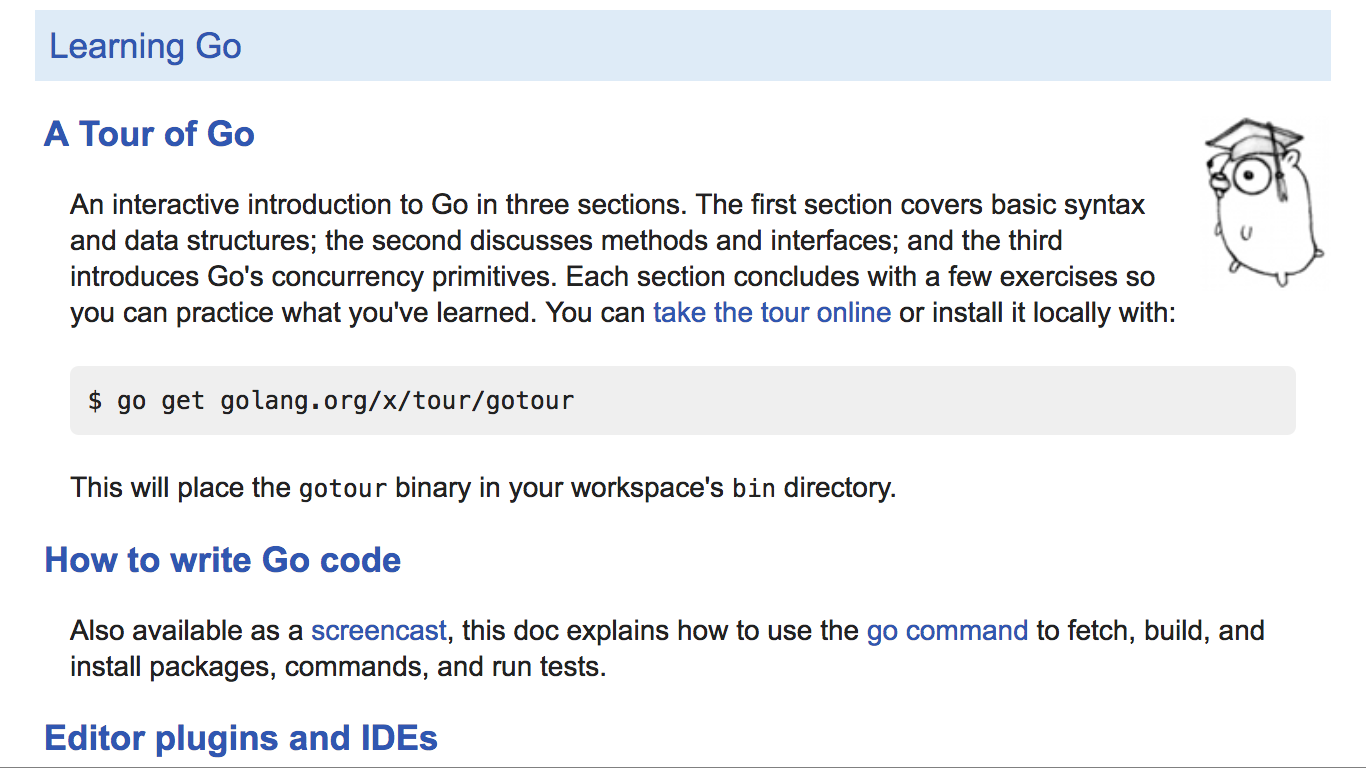 Learning Go
A Tour of Go
An interactive introduction to Go in three sections. The first section covers basic syntax
and data structures; the second discusses methods and interfaces; and the third
introduces Go's concurrency primitives. Each section concludes with a few exercises so
you can practice what you've learned. You can take the tour online or install it locally with:
$ go get golang.org/x/tour/gotour
This will place the gotour binary in your workspace's bin directory.
How to write Go code
Also available as a screencast, this doc explains how to use the go command to fetch, build, and
install packages, commands, and run tests.
Editor plugins and IDEs